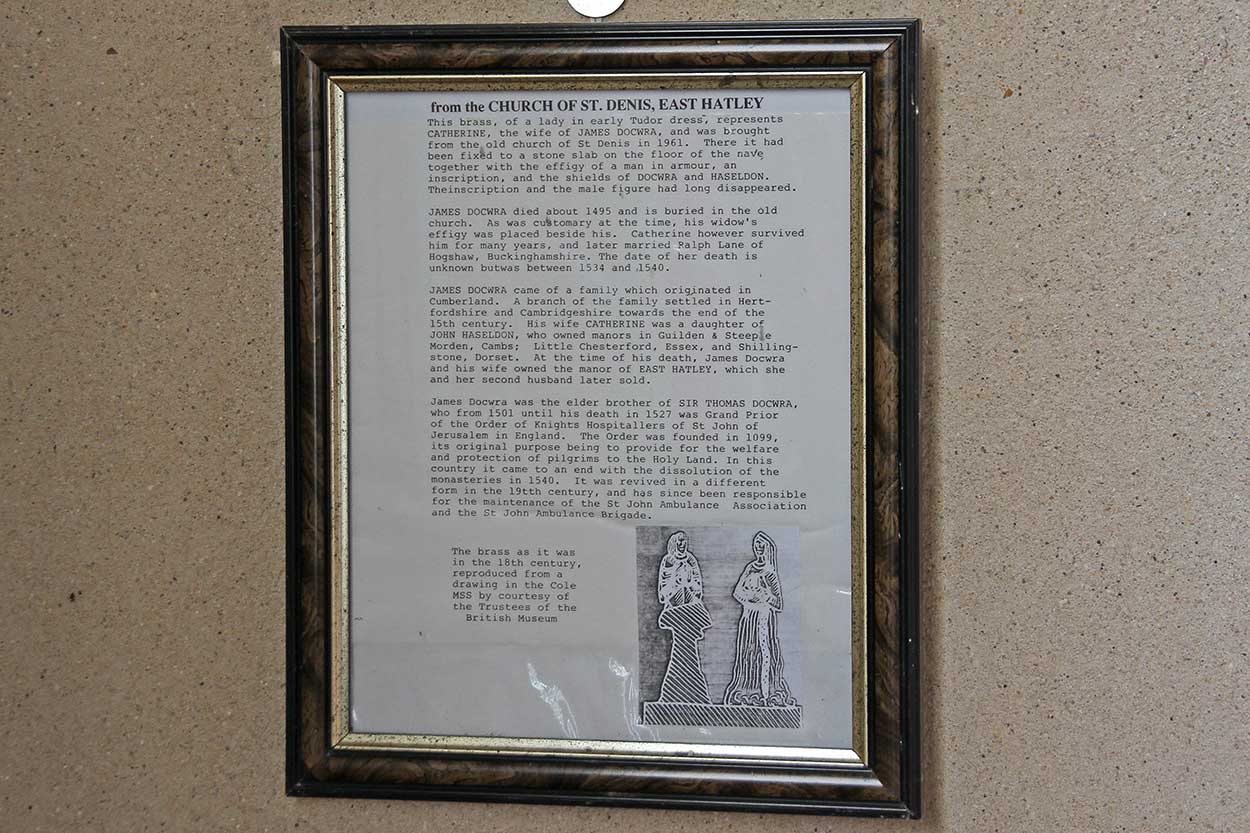 from the CHURCH OF ST. DENIS, EAST HATLEY
This brass, of a lady in early Tudor dress, represents
CATHERINE, the wife of JAMES DOCWRA, and was brought
from the old church of St Denis in 1961. There it had
been fixed to a stone slab on the floor of the nave
together with the effigy of a man in armour, an
inscription, and the shields of DOCWRA and HASELDON.
Theinscription and the male figure had long disappeared.
JAMES DOCWRA died about 1495 and is buried in the old
church. As was customary at the time, his widow's
effigy was placed beside his. Catherine however survived
him for many years, and later married Ralph Lane of
Hogshaw, Buckinghamshire. The date of her death is
unknown butwas between 1534 and 1540.
JAMES DOCWRA came of a family which originated in
Cumberland. A branch of the family settled in Hert-
fordshire and Cambridgeshire towards the end of the
15th century. His wife CATHERINE was a daughter of
JOHN HASELDON, who owned manors in Guilden & Steeple
Morden, Cambs; Little Chesterford, Essex, and Shilling-
stone, Dorset. At the time of his death, James Docwra
and his wife owned the manor of EAST HATLEY, which she
and her second husband later sold.
James Docwra was the elder brother of SIR THOMAS DOCWRA,
who from 1501 until his death in 1527 was Grand Prior
of the Order of Knights Hospitallers of St John of
Jerusalem in England. The Order was founded in 1099,
its original purpose being to provide for the welfare
and protection of pilgrims to the Holy Land. In this
country it came to an end with the dissolution of the
monasteries in 1540. It was revived in a different
form in the 19tth century, and has since been responsible
for the maintenance of the St John Ambulance Association
and the St John Ambulance Brigade.
The brass as it was
in the 18th century,
reproduced from a
drawing in the Cole
MSS by courtesy of
the Trustees of the
British Museum